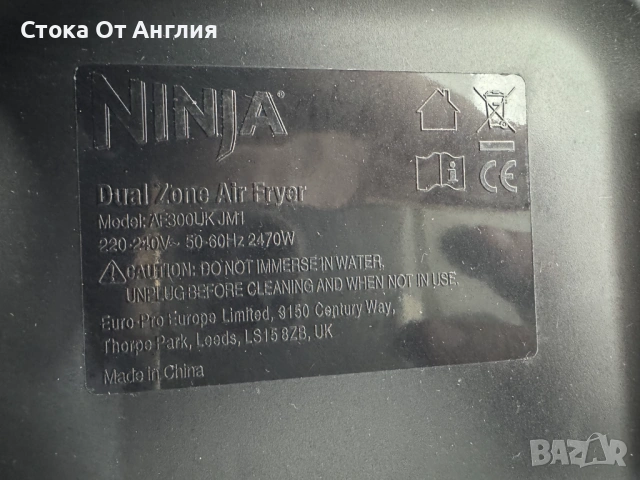 Стока От Англия
NINJA®
Dual Zone Air Fryer
Model: AF300UK JM1
220-240V~ 50-60Hz 2470W
CAUTION: DO NOT IMMERSE IN WATER,
UNPLUG BEFORE CLEANING AND WHEN NOT IN USE.
Euro-Pro Europe Limited, 3150 Century Way,
Thorpe Park, Leeds, LS15 8ZB, UK
Made in China
CE
BAZAR